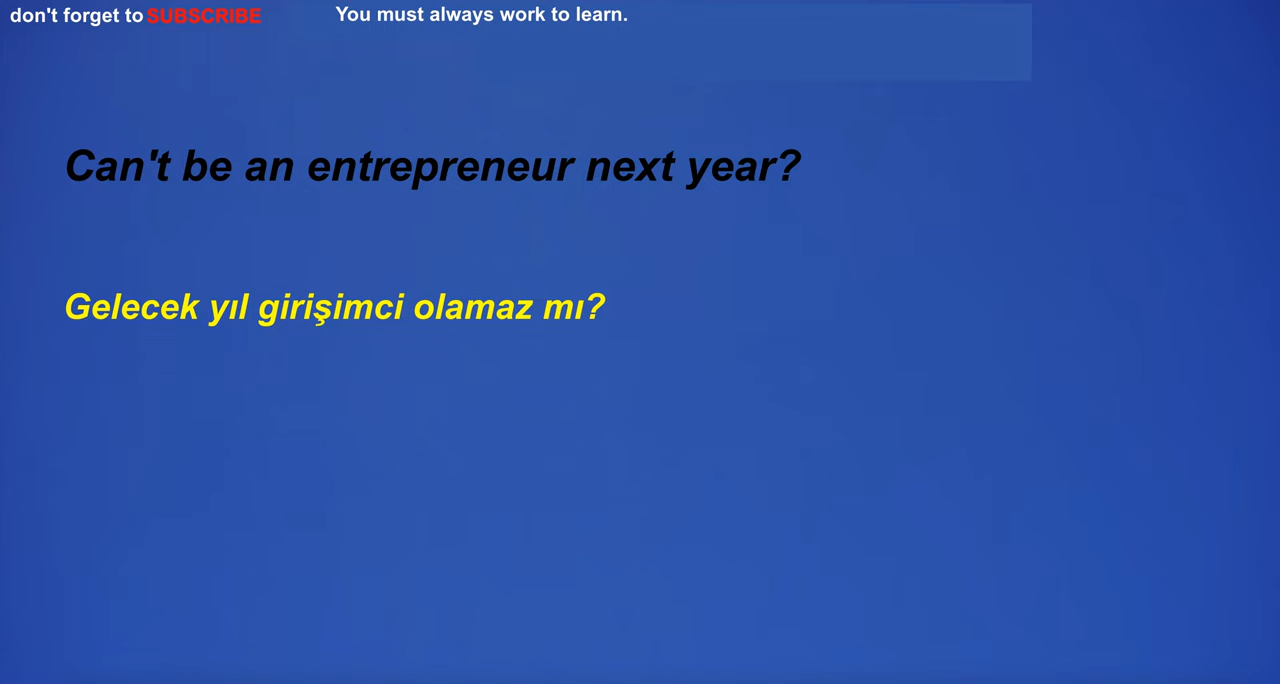 don't forget to SUBSCRIBE
You must always work to learn.
Can't be an entrepreneur next year?
Gelecek yıl girişimci olamaz mı?